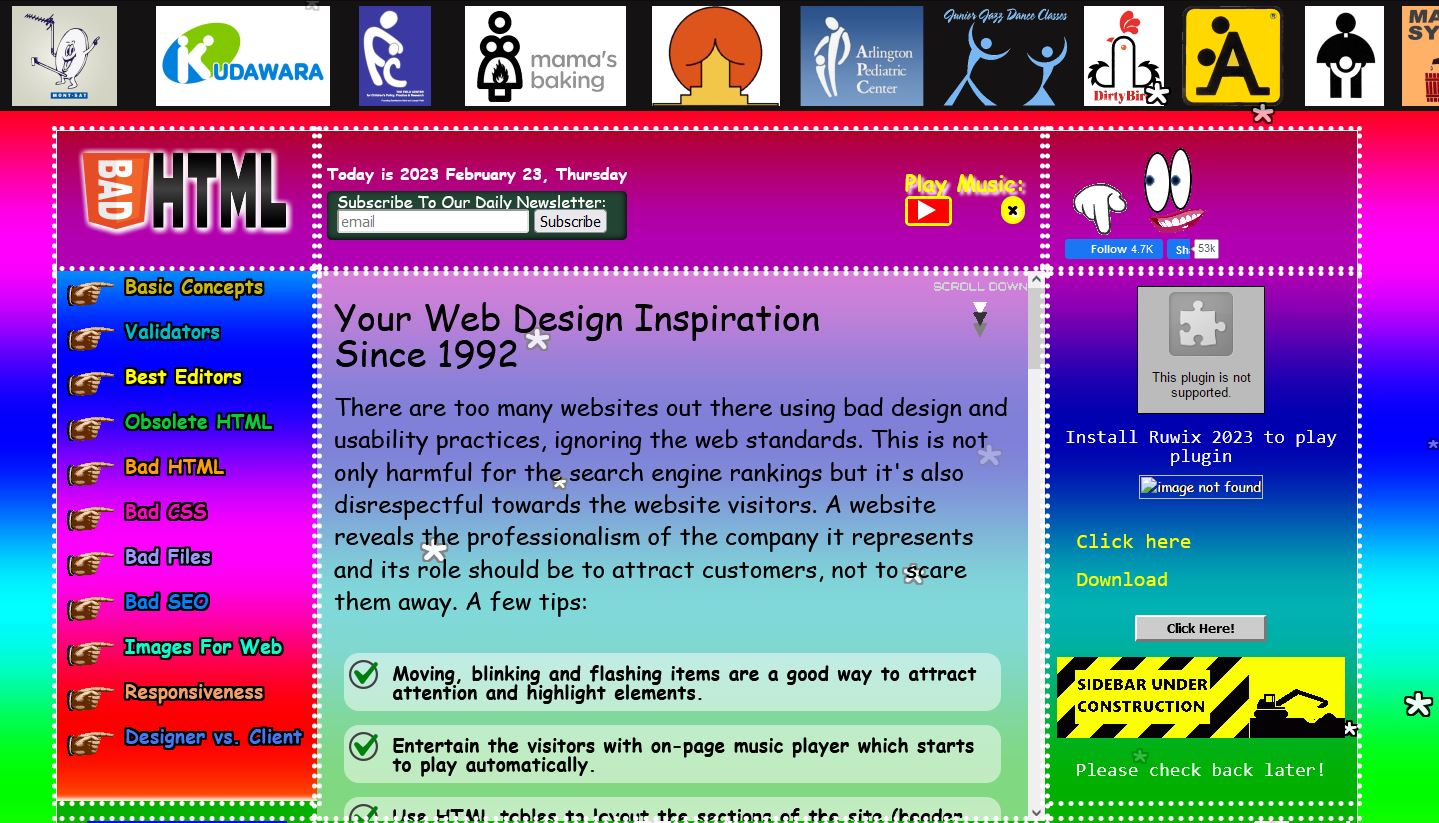 MONT-SAT
KUDAWARA
mama's
baking
Arlington
Pediatric
Center
Junior Jazz Dance Classes
DirtyBir
A
MA
SY
BAD
HTML
Today is 2023 February 23, Thursday
Subscribe To Our Daily Newsletter:
email
Subscribe
Play Music:
Follow 4.7K
Sh
53k
Basic Concepts
Validators
Best Editors
Obsolete HTML
Bad HTML
Bad CSS
Bad Files
Bad SEO
Images For Web
Responsiveness
Designer vs. Client
SCROLL DOWN
Your Web Design Inspiration
Since 1992
There are too many websites out there using bad design and
usability practices, ignoring the web standards. This is not
only harmful for the search engine rankings but it's also
disrespectful towards the website visitors. A website
reveals the professionalism of the company it represents
and its role should be to attract customers, not to scare
them away. A few tips:
Moving, blinking and flashing items are a good way to attract
attention and highlight elements.
Entertain the visitors with on-page music player which starts
to play automatically.
Use HTML tables to layout the sections of the site (header,
This plugin is not
supported.
Install Ruwix 2023 to play
plugin
image not found
Click here
Download
Click Here!
SIDEBAR UNDER
CONSTRUCTION
Please check back later!